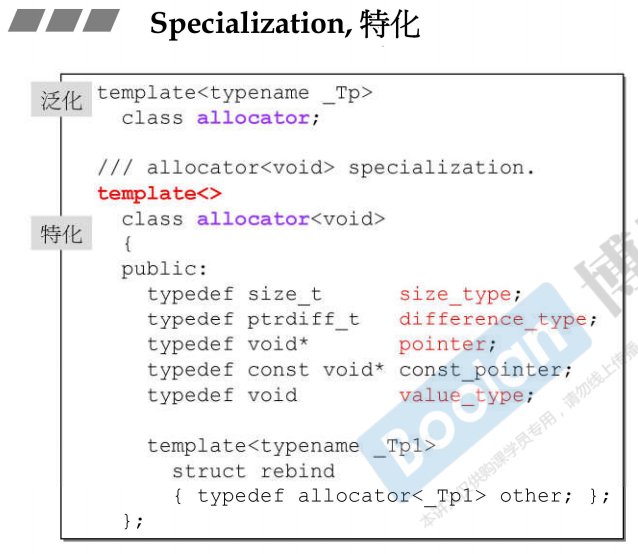 Specialization, 特化
泛化
template<typename _Tp>
class allocator;
/// allocator<void> specialization.
template<>
特化
class allocator<void>
{
public:
typedef size_t size_type;
typedef ptrdiff_t difference_type;
typedef void* pointer;
typedef const void* const_pointer;
typedef void value_type;
template<typename _Tp1>
struct rebind
{ typedef allocator<_Tp1> other; };
};
Boolan
博